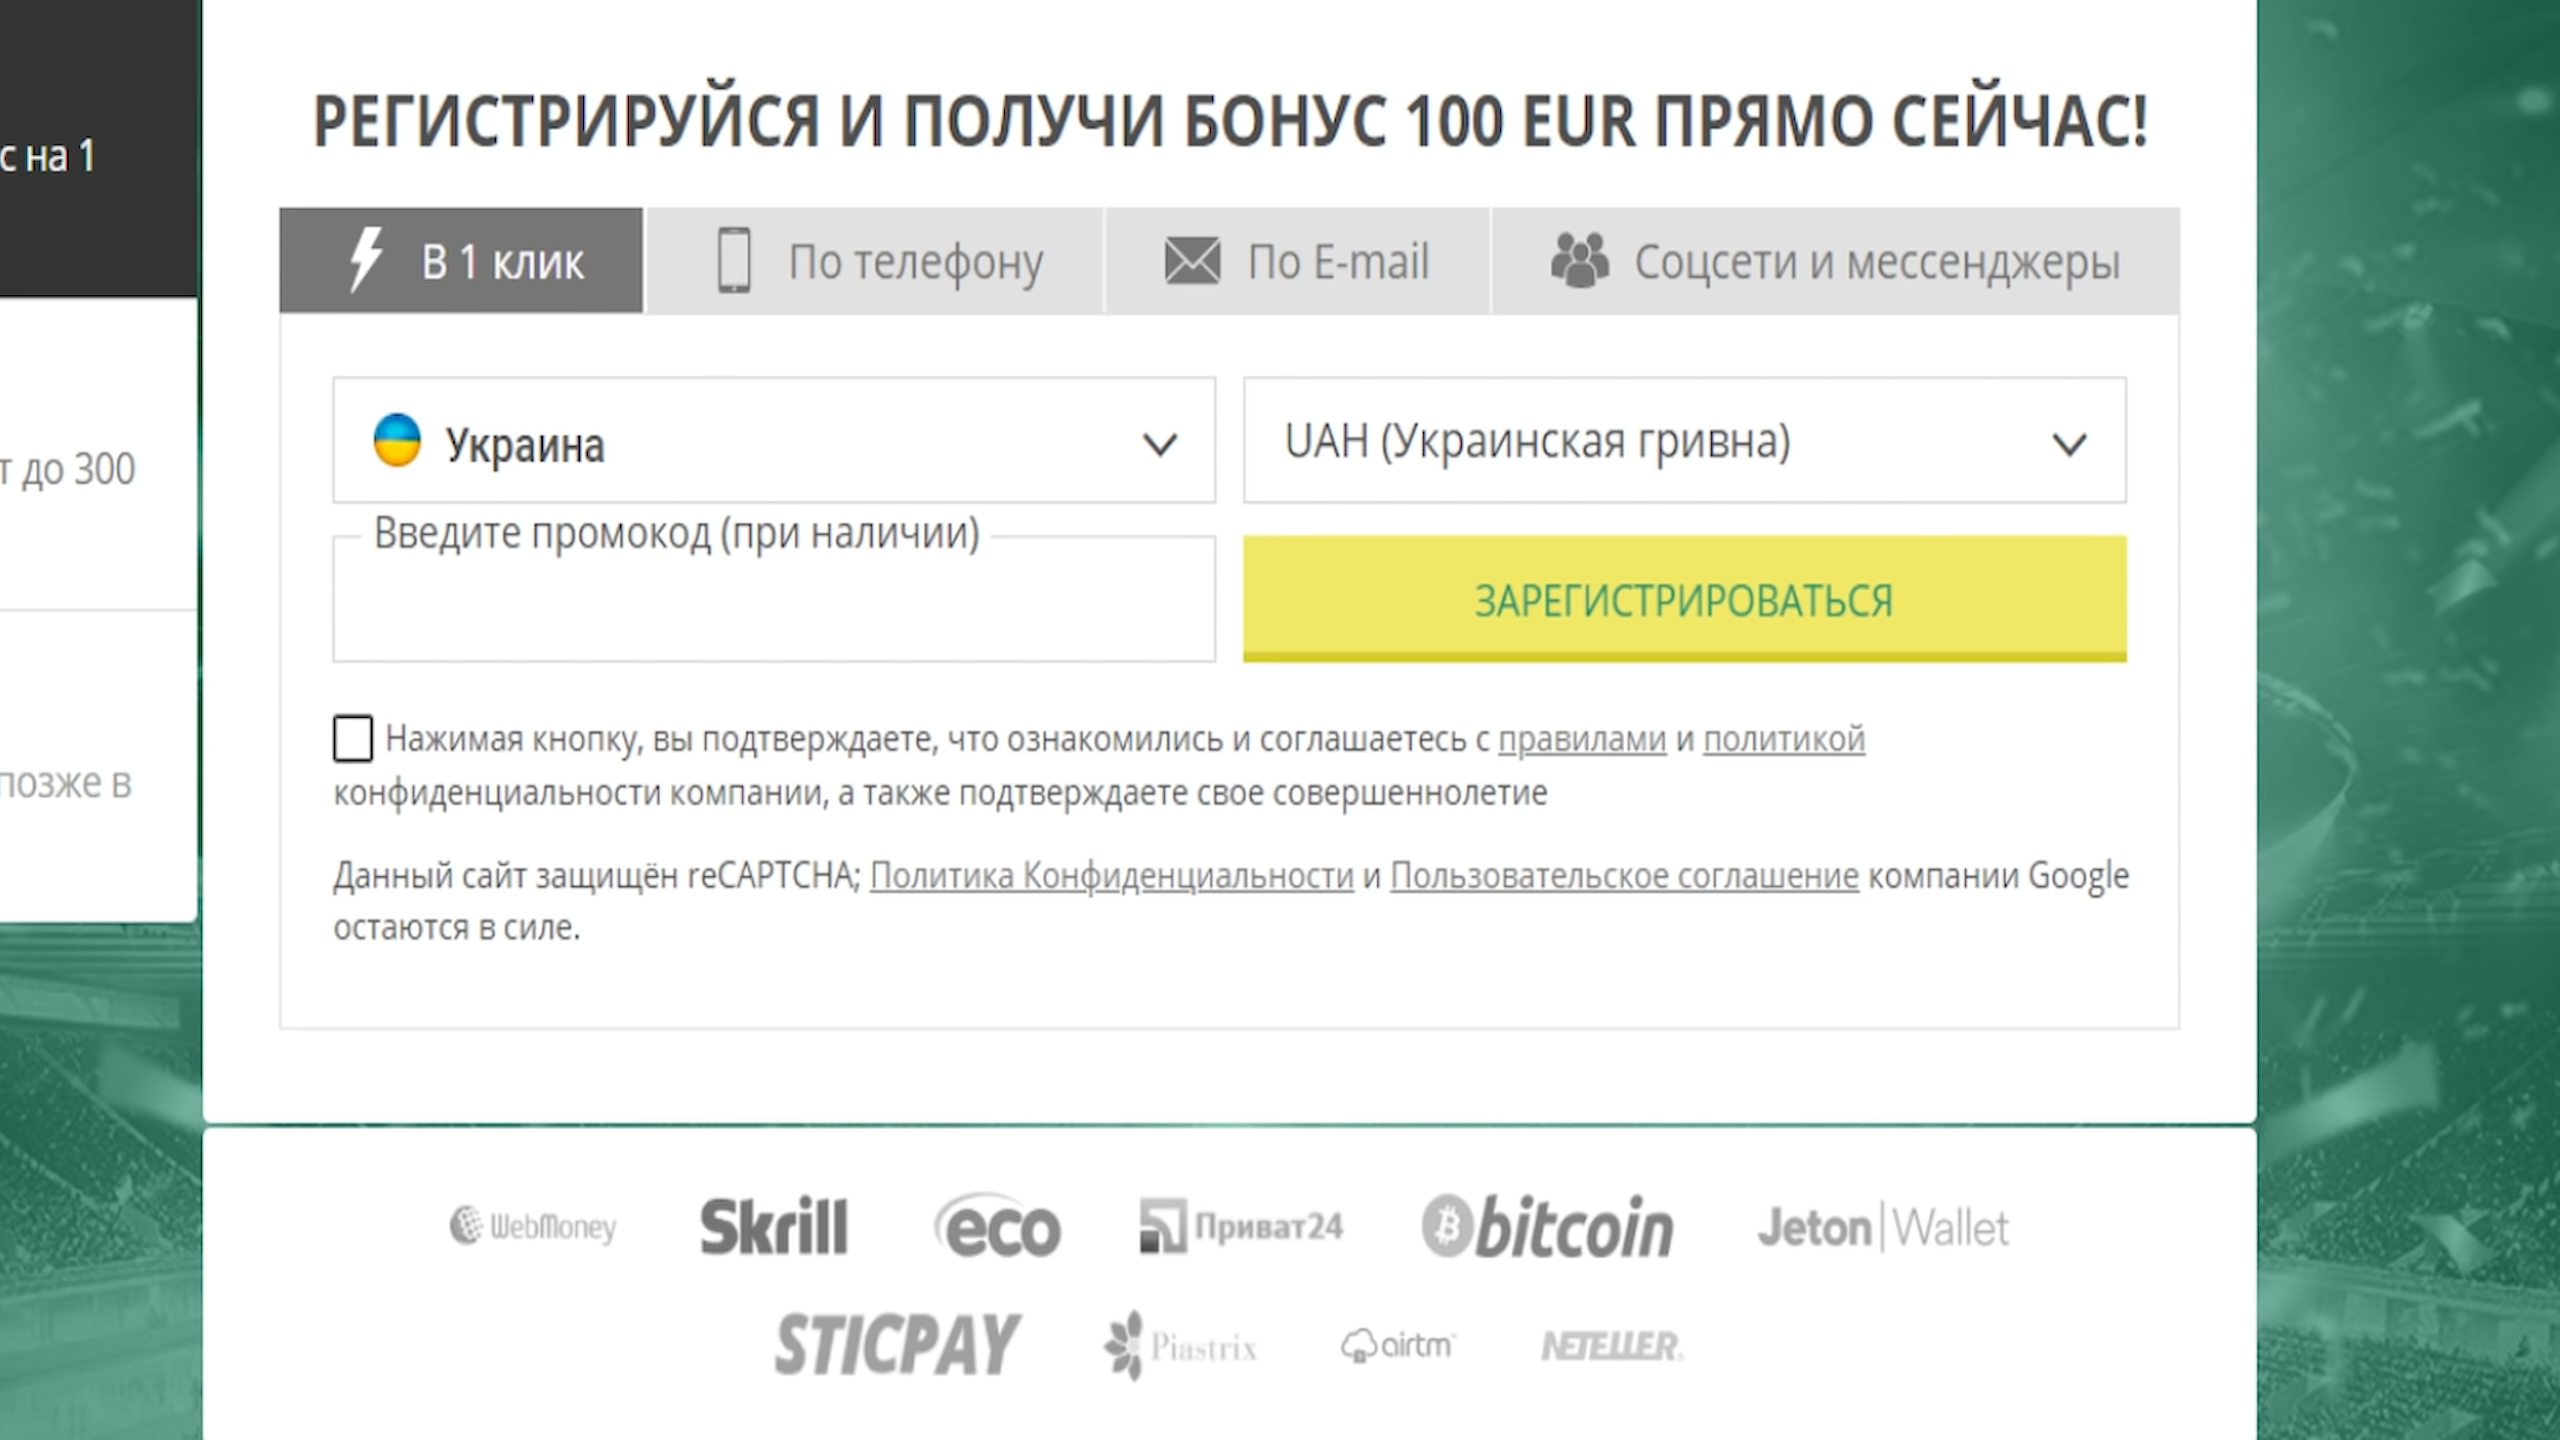 с на 1
т до 300
позже в
РЕГИСТРИРУЙСЯ И ПОЛУЧИ БОНУС 100 EUR ПРЯМО СЕЙЧАС!
В 1 клик
По телефону
По E-mail
Соцсети и мессенджеры
Украина
UAH (Украинская гривна)
Введите промокод (при наличии)
ЗАРЕГИСТРИРОВАТЬСЯ
Нажимая кнопку, вы подтверждаете, что ознакомились и соглашаетесь с правилами и политикой
конфиденциальности компании, а также подтверждаете свое совершеннолетие
Данный сайт защищён reCAPTCHA; Политика Конфиденциальности и Пользовательское соглашение компании Google
остаются в силе.
WebMoney
Skrill
eco
Приват24
bitcoin
Jeton|Wallet
STICPAY
Piastrix
airtm
NETELLER